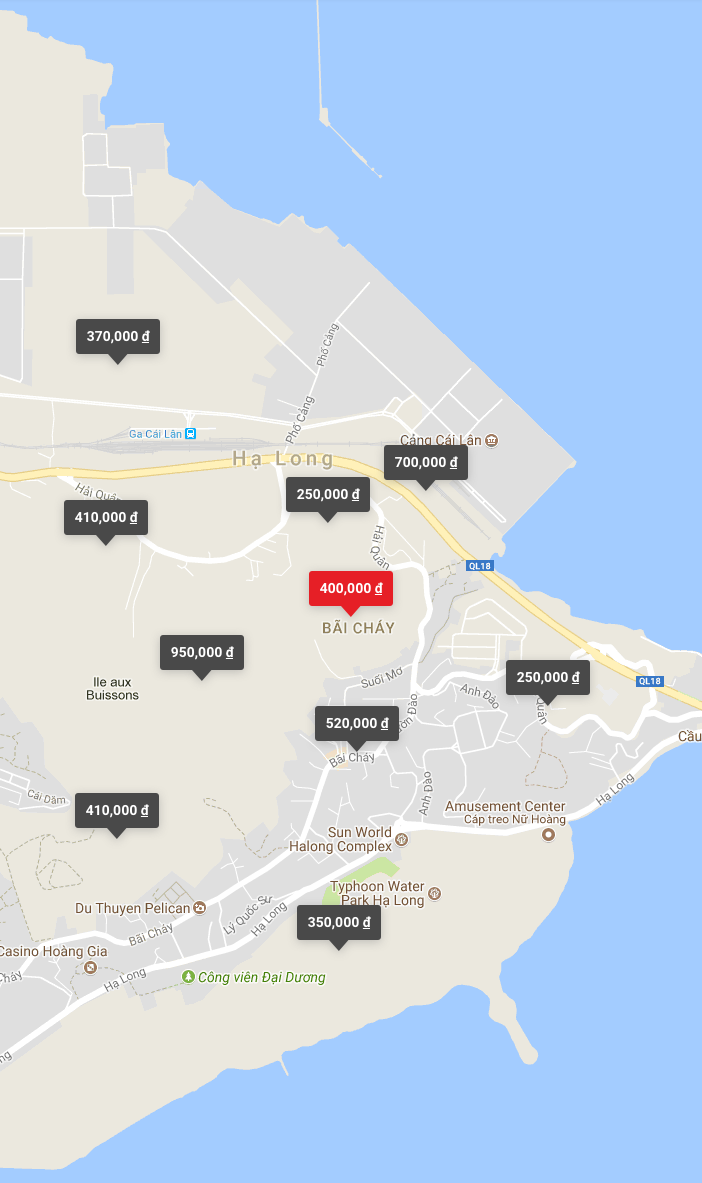 370,000 ₫
Phố Cảng
Phố Cảng
Ga Cái Lân
Cảng Cái Lân
Hạ Long
700,000 ₫
Hải Quân
250,000 ₫
410,000 ₫
Hải Quân
QL18
400,000 ₫
BÃI CHÁY
950,000 ₫
Suối Mơ
250,000 ₫
QL18
Ile aux
Buissons
Anh Đào
Quân
520,000 ₫
Bãi Cháy
Cầu
Cái Dăm
410,000 ₫
Anh Đào
Hạ Long
Amusement Center
Cáp treo Nữ Hoàng
Sun World
Halong Complex
Typhoon Water
Park Hạ Long
Du Thuyen Pelican
Lý Quốc Sư
Hạ Long
350,000 ₫
Bãi Cháy
Casino Hoàng Gia
Cháy
Hạ Long
Công viên Đại Dương